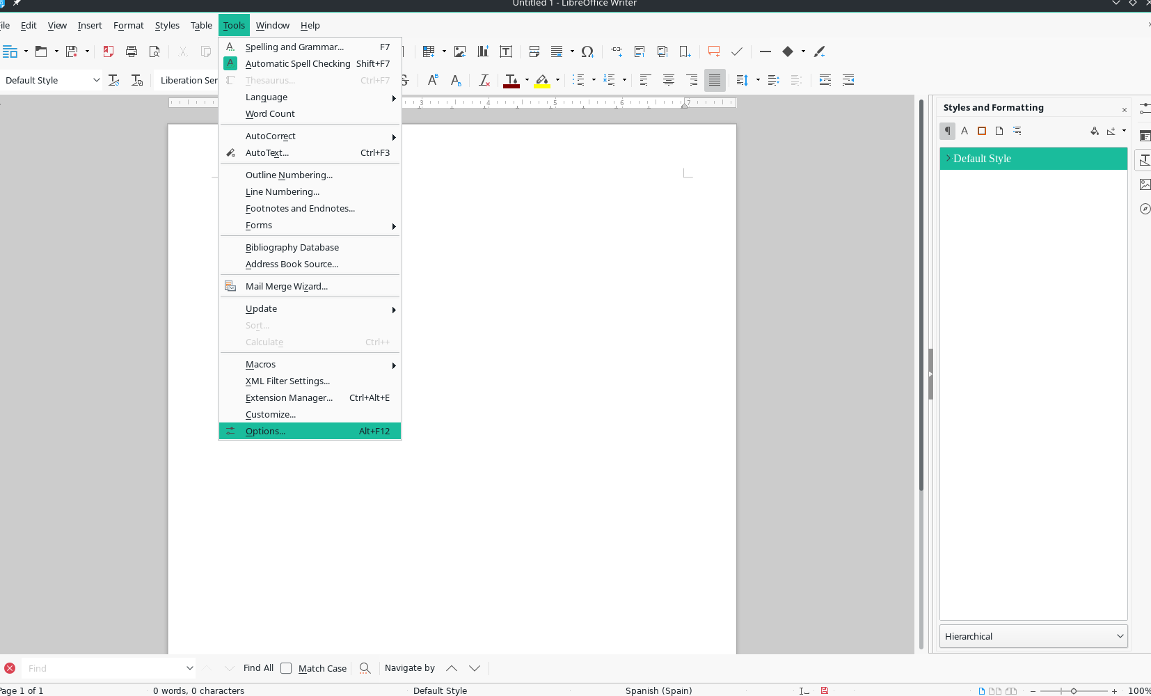 Untitled 1 - LibreOffice Writer
ile Edit View Insert Format Styles Table Tools Window Help
Default Style
Liberation Ser
Spelling and Grammar... F7
Automatic Spell Checking Shift+F7
Thesaurus... Ctrl+F7
Language
Word Count
AutoCorrect
AutoText... Ctrl+F3
Outline Numbering...
Line Numbering...
Footnotes and Endnotes...
Forms
Bibliography Database
Address Book Source...
Mail Merge Wizard...
Update
Sort...
Calculate Ctrl++
Macros
XML Filter Settings...
Extension Manager... Ctrl+Alt+E
Customize...
Options... Alt+F12
3 4 5 6 7
Styles and Formatting
Default Style
Hierarchical
Find
Find All Match Case Navigate by
Page 1 of 1 0 words, 0 characters Default Style Spanish (Spain) 100%